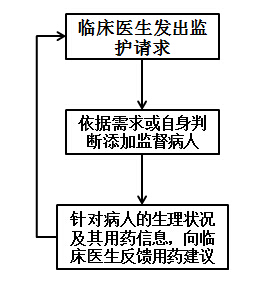 临床医生发出监
护请求
依据需求或自身判
断添加监督病人
针对病人的生理状况
及其用药信息，向临
床医生反馈用药建议